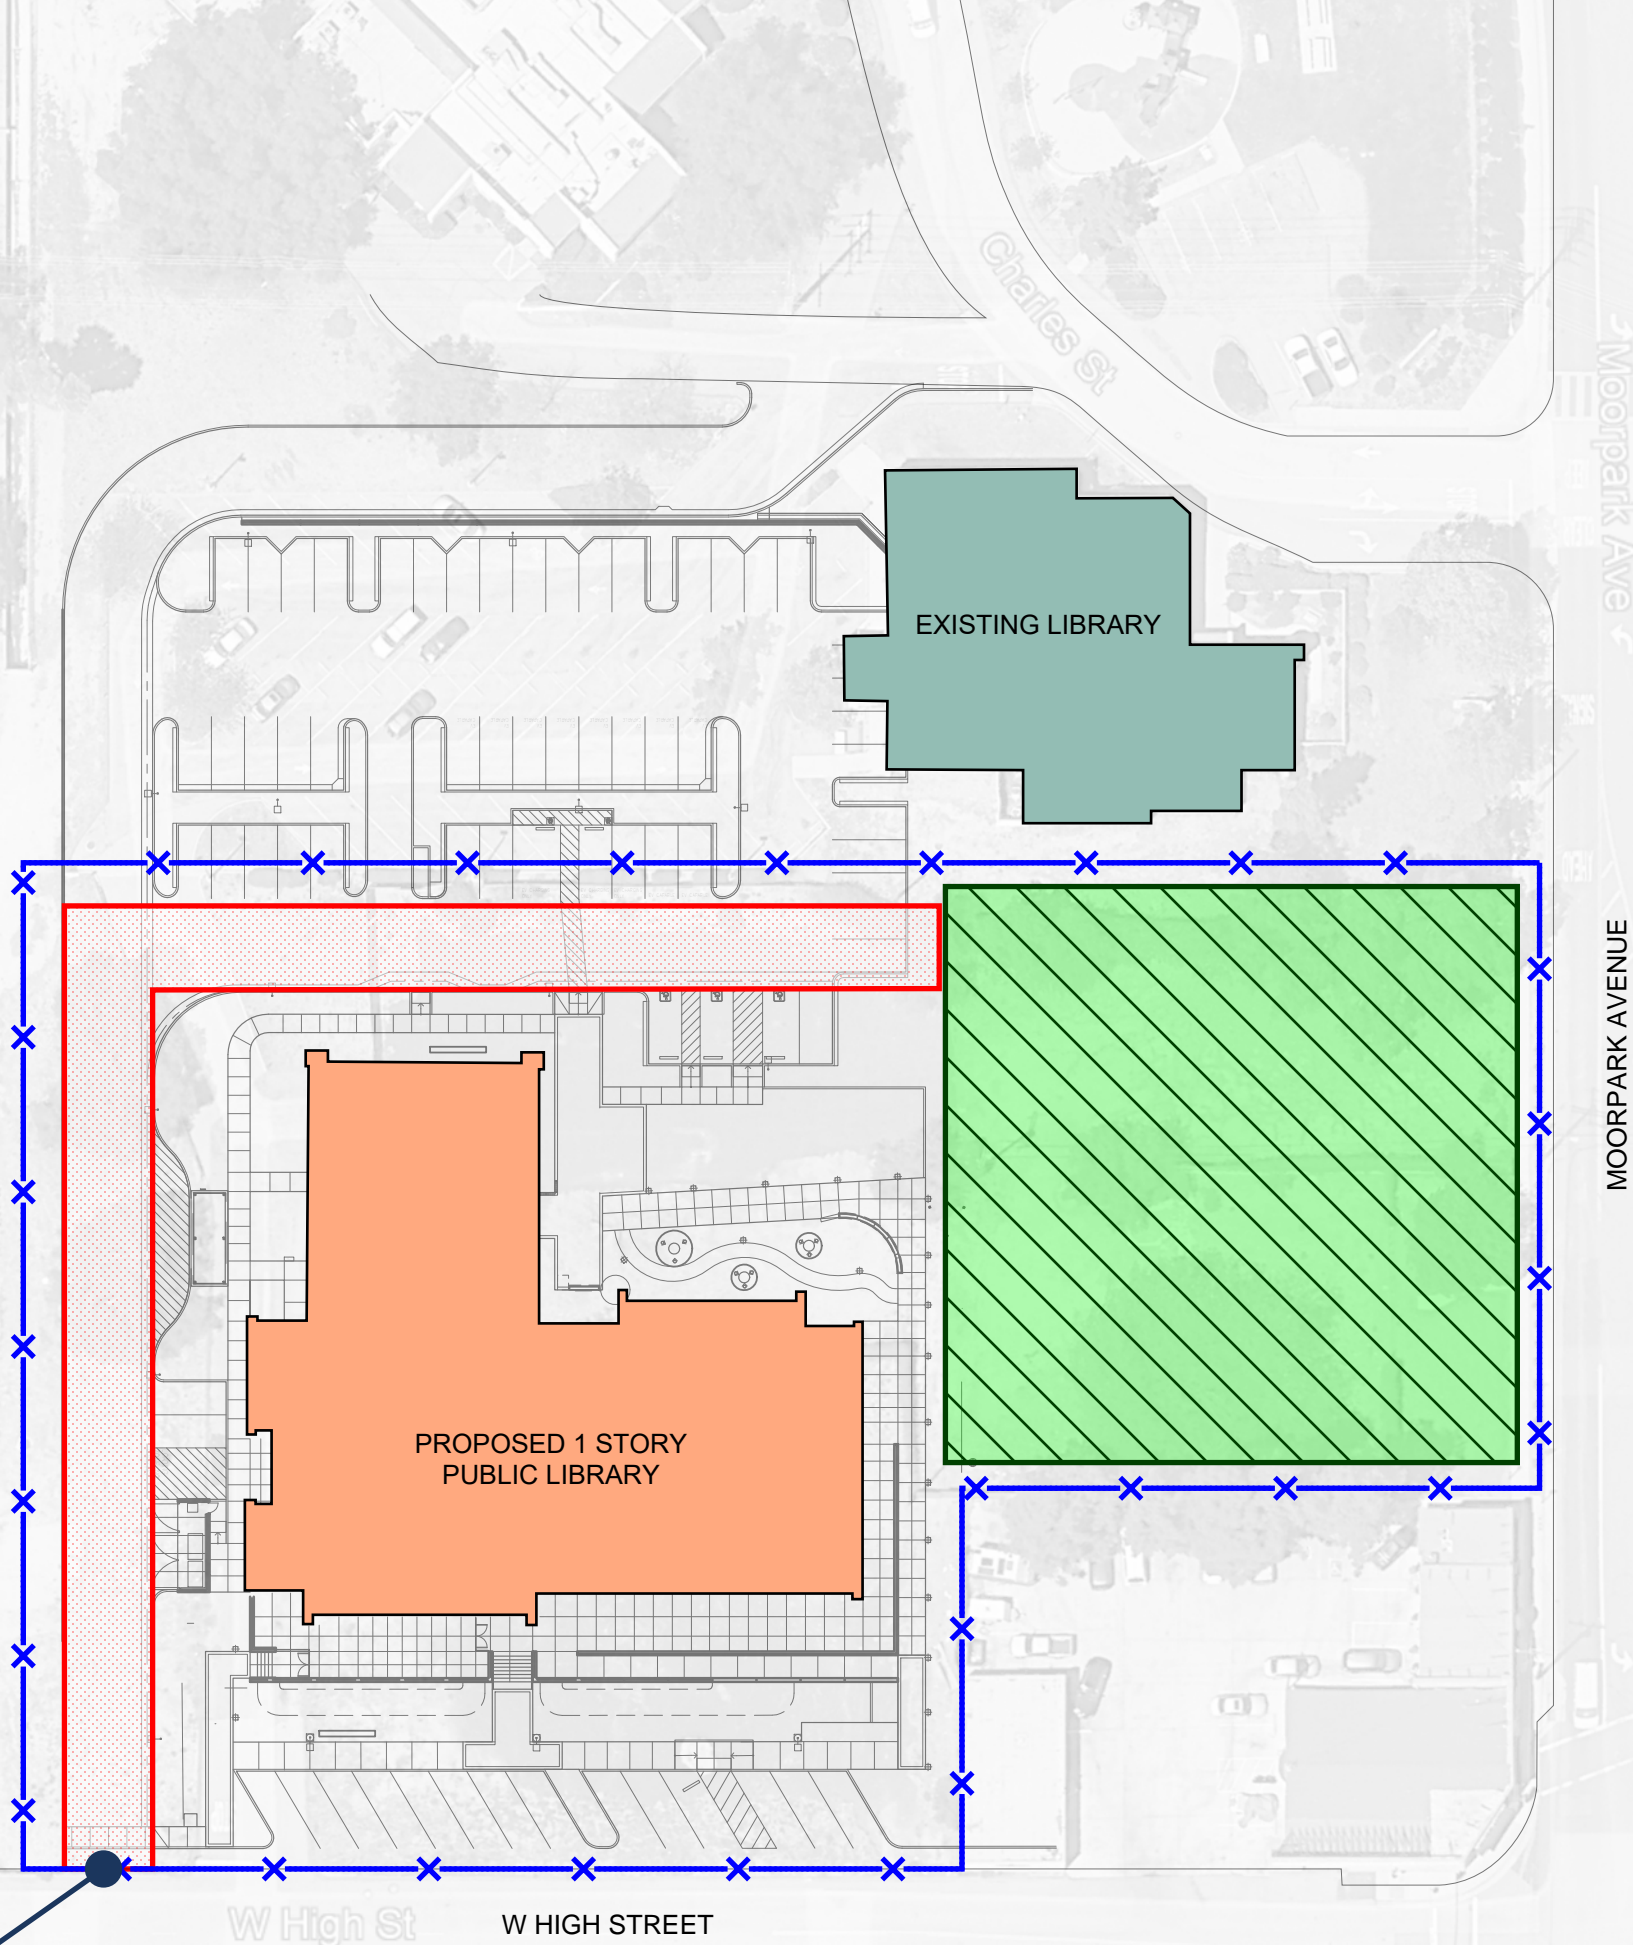 Charles St
Moorpark Ave
EXISTING LIBRARY
MOORPARK AVENUE
PROPOSED 1 STORY
PUBLIC LIBRARY
W High St
W HIGH STREET